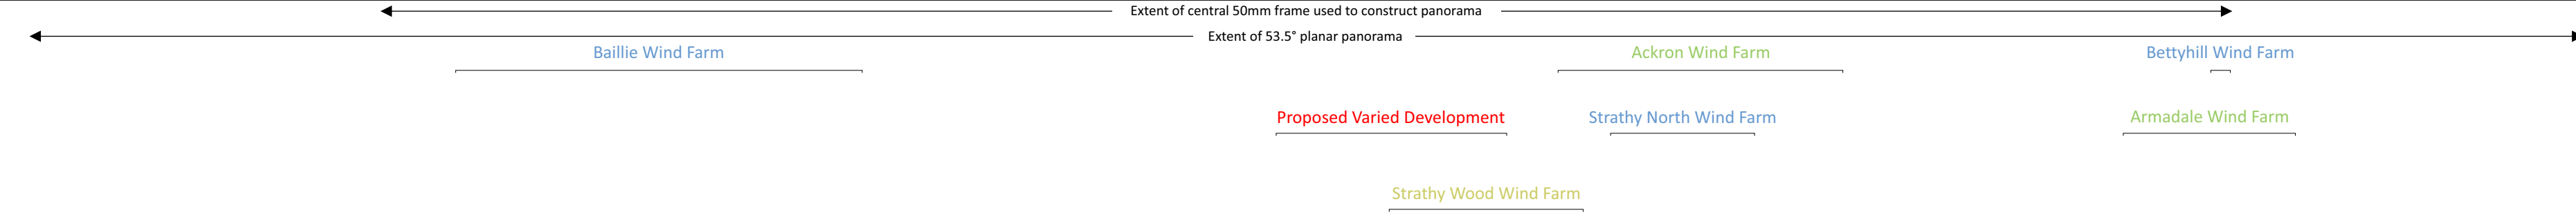 Extent of central 50mm frame used to construct panorama
Extent of 53.5° planar panorama
Baillie Wind Farm
Ackron Wind Farm
Bettyhill Wind Farm
Proposed Varied Development
Strathy North Wind Farm
Armadale Wind Farm
Strathy Wood Wind Farm